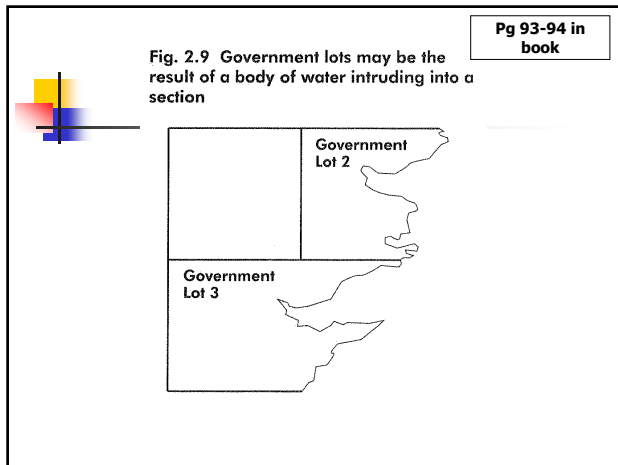 Pg 93-94 in
book
Fig. 2.9 Government lots may be the
result of a body of water intruding into a
section
Government
Lot 2
Government
Lot 3